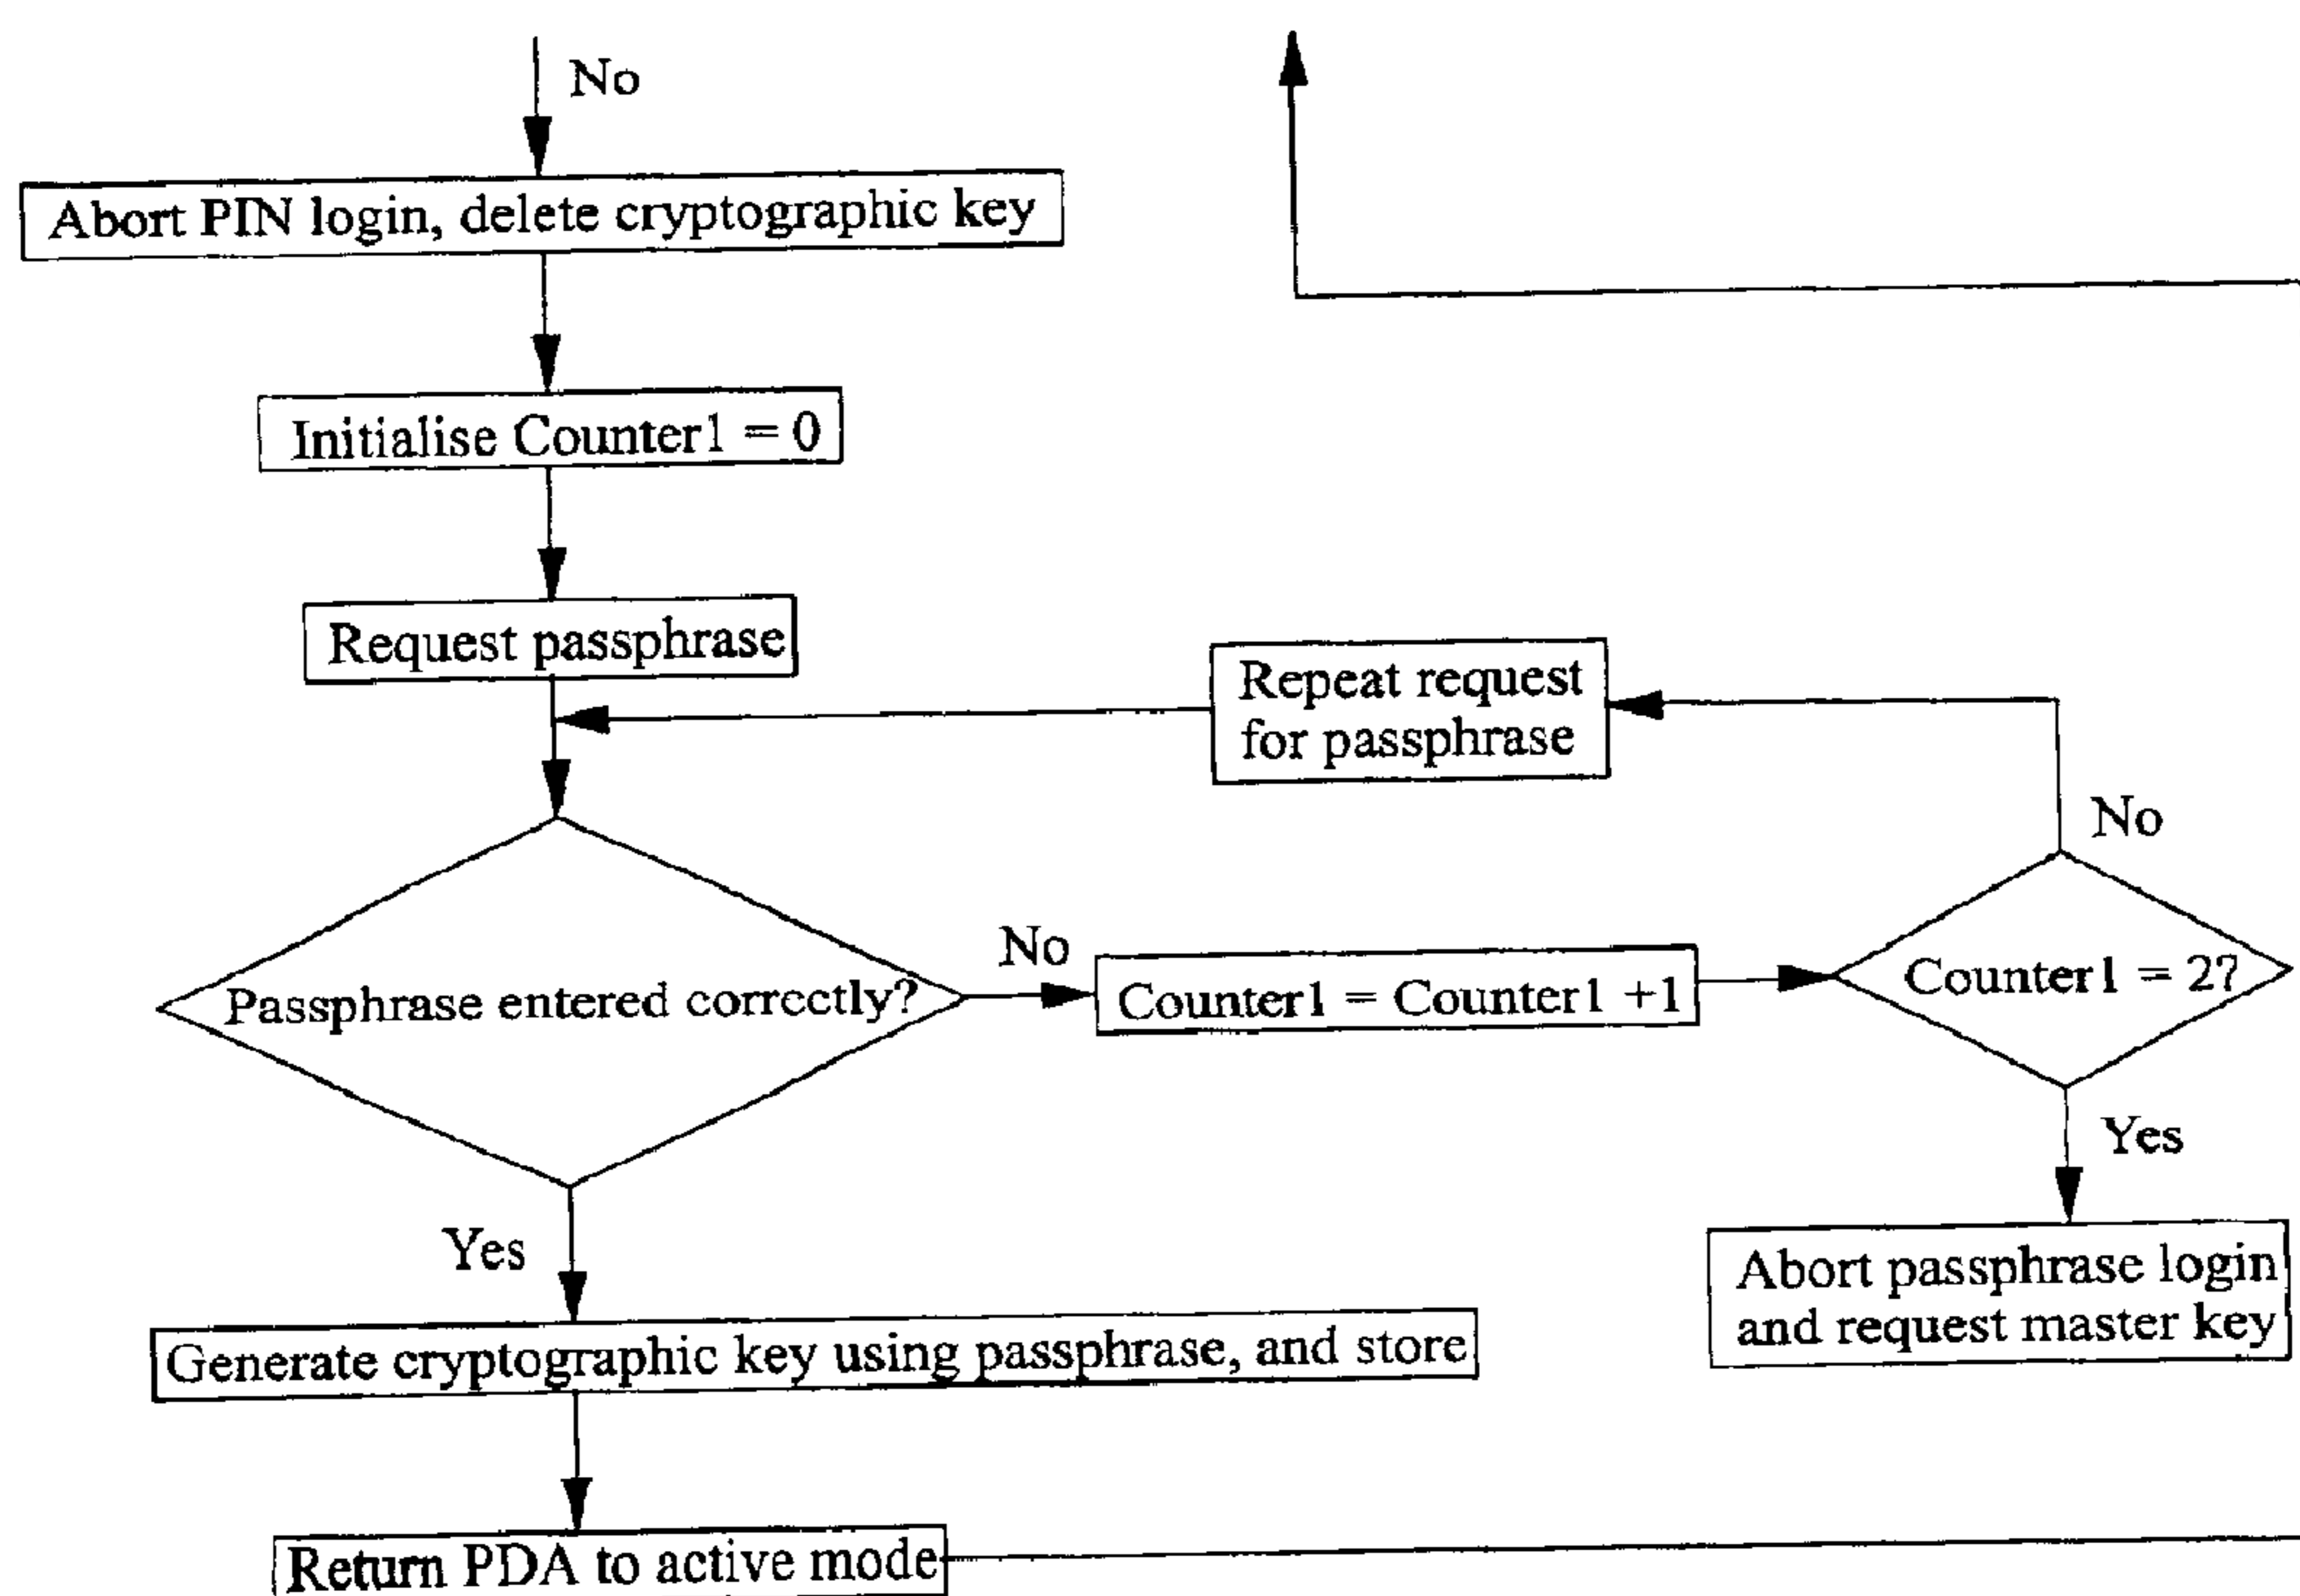 No
Abort PIN login, delete cryptographic key
Initialise Counter1 = 0
Request passphrase
Repeat request
for passphrase
No
Passphrase entered correctly?
No
Counter1 = Counter1 +1
Counter1 = 2?
Yes
Abort passphrase login
and request master key
Yes
Generate cryptographic key using passphrase, and store
Return PDA to active mode